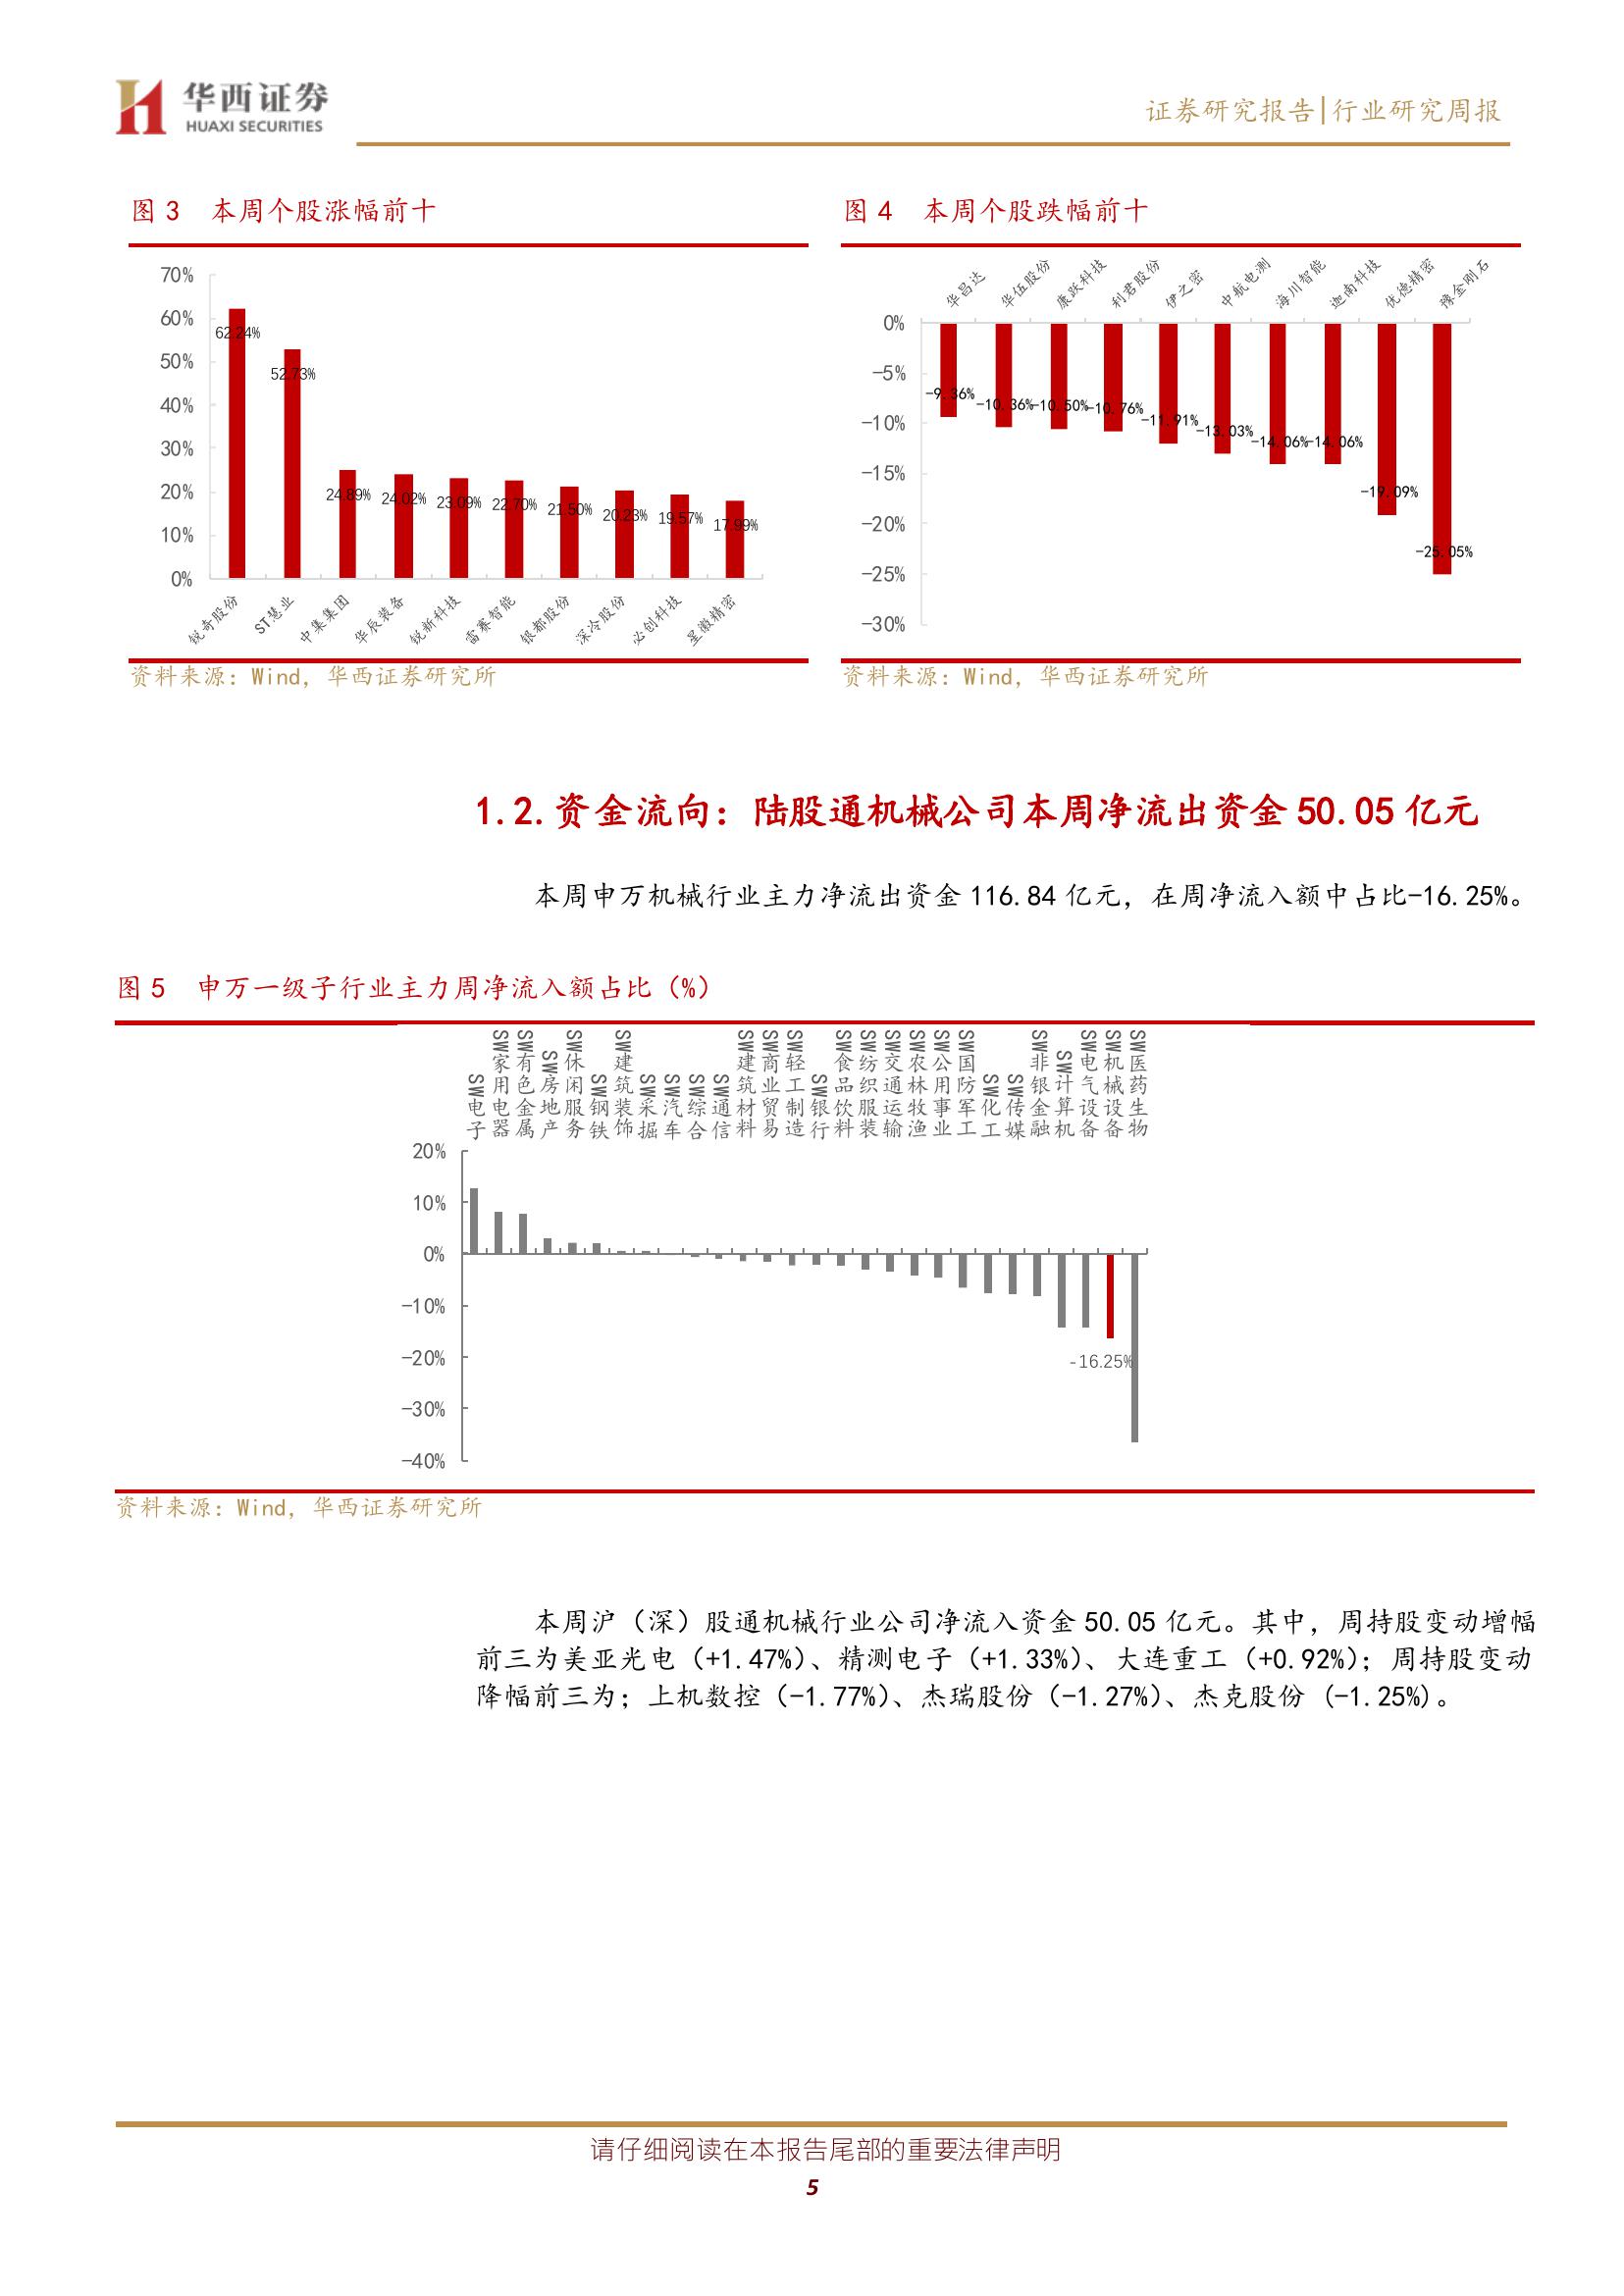 华西证券
HUAXI SECURITIES
证券研究报告|行业研究周报
图 3 本周个股涨幅前十
70%
60%
50%
40%
30%
20%
10%
0%
62.24%
52.73%
24.89%
24.02%
23.09%
22.70%
21.50%
20.23%
19.57%
17.99%
锐奇股份
ST慧业
中集集团
华辰装备
锐新科技
雷赛智能
银都股份
深冷股份
必创科技
星徽精密
资料来源：Wind，华西证券研究所
图 4 本周个股跌幅前十
华昌达
华伍股份
康跃科技
利君股份
伊之密
中航电测
海川智能
迦南科技
优德精密
豫金刚石
0%
-5%
-10%
-15%
-20%
-25%
-30%
-9.36%
-10.36%
-10.50%
-10.76%
-11.91%
-13.03%
-14.06%
-14.06%
-19.09%
-25.05%
资料来源：Wind，华西证券研究所
1.2.资金流向：陆股通机械公司本周净流出资金 50.05 亿元
本周申万机械行业主力净流出资金 116.84 亿元，在周净流入额中占比-16.25%。
图 5 申万一级子行业主力周净流入额占比（%）
SW电子
SW家用电器
SW有色金属
SW房地产
SW休闲服务
SW钢铁
SW建筑装饰
SW采掘
SW汽车
SW综合
SW通信
SW建筑材料
SW商业贸易
SW轻工制造
SW银行
SW食品饮料
SW纺织服装
SW交通运输
SW农林牧渔
SW公用事业
SW国防军工
SW化工
SW传媒
SW非银金融
SW计算机
SW电气设备
SW机械设备
SW医药生物
20%
10%
0%
-10%
-20%
-30%
-40%
-16.25%
资料来源：Wind，华西证券研究所
本周沪（深）股通机械行业公司净流入资金 50.05 亿元。其中，周持股变动增幅
前三为美亚光电（+1.47%）、精测电子（+1.33%）、大连重工（+0.92%）；周持股变动
降幅前三为；上机数控（-1.77%）、杰瑞股份（-1.27%）、杰克股份（-1.25%）。
请仔细阅读在本报告尾部的重要法律声明
5